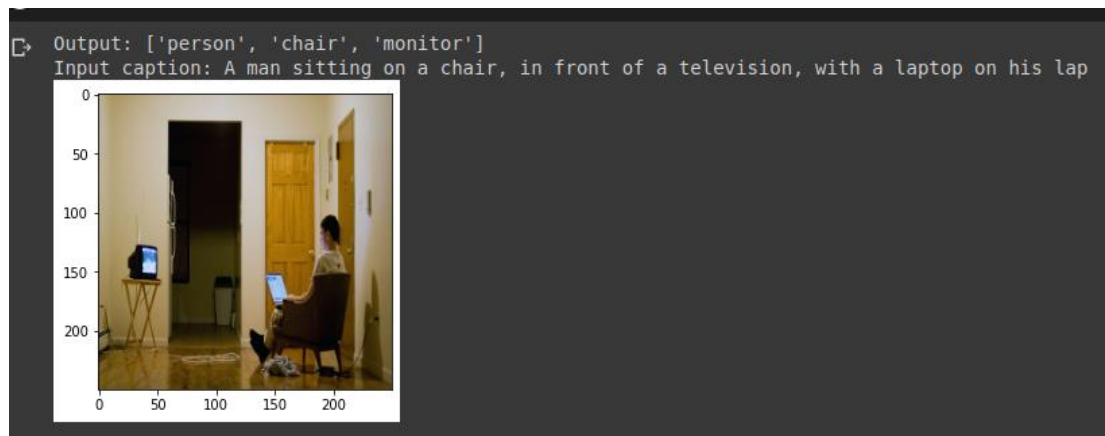 Output: ['person', 'chair', 'monitor']
Input caption: A man sitting on a chair, in front of a television, with a laptop on his lap
0
50
100
150
200
0 50 100 150 200